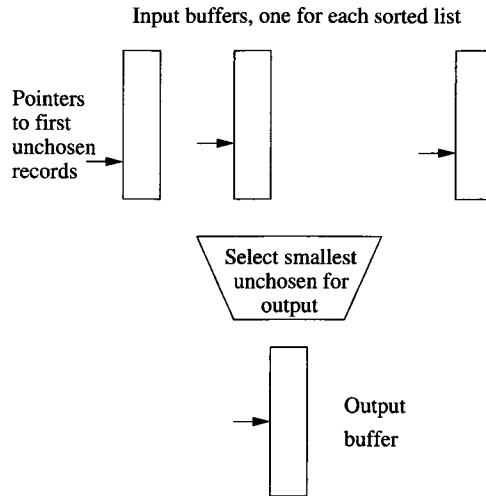 Input buffers, one for each sorted list
Pointers
to first
unchosen
records
Select smallest
unchosen for
output
Output
buffer